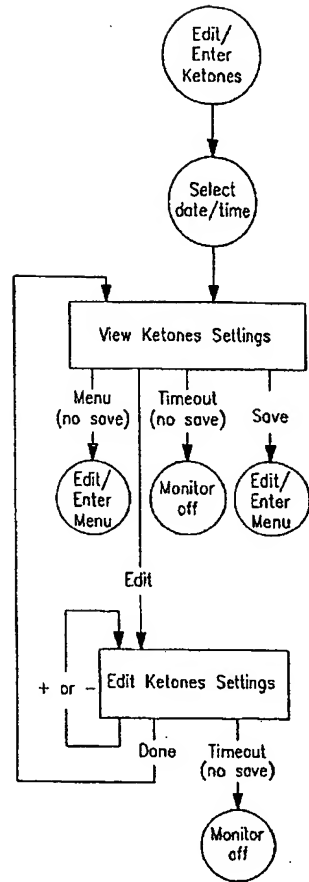 Edit/
Enter
Ketones
Select
date/time
View Ketones Settings
Menu
(no save)
Timeout
(no save)
Save
Edit/
Enter
Menu
Monitor
off
Edit/
Enter
Menu
Edit
+ or -
Edit Ketones Settings
Done
Timeout
(no save)
Monitor
off